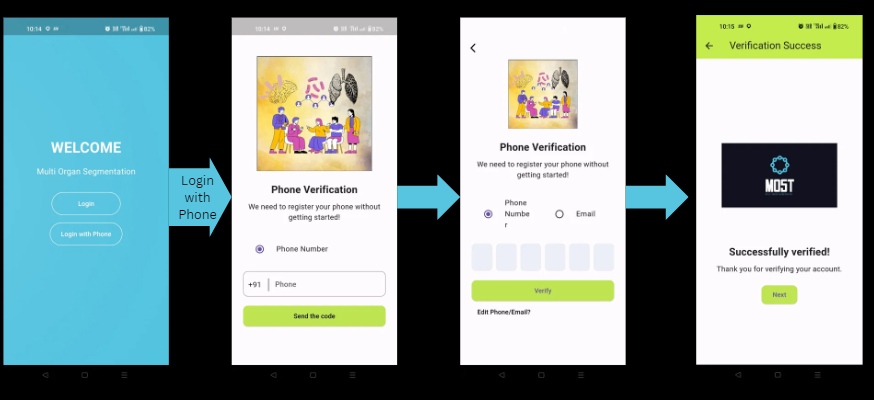 10:14
82%
WELCOME
Multi Organ Segmentation
Login
Login with Phone
Login
with
Phone
10:14
82%
Phone Verification
We need to register your phone without
getting started!
Phone Number
+91 Phone
Send the code
Phone Verification
We need to register your phone without
getting started!
Phone
Numbe
r
Email
Verify
Edit Phone/Email?
10:15
82%
Verification Success
MOST
Successfully verified!
Thank you for verifying your account.
Next